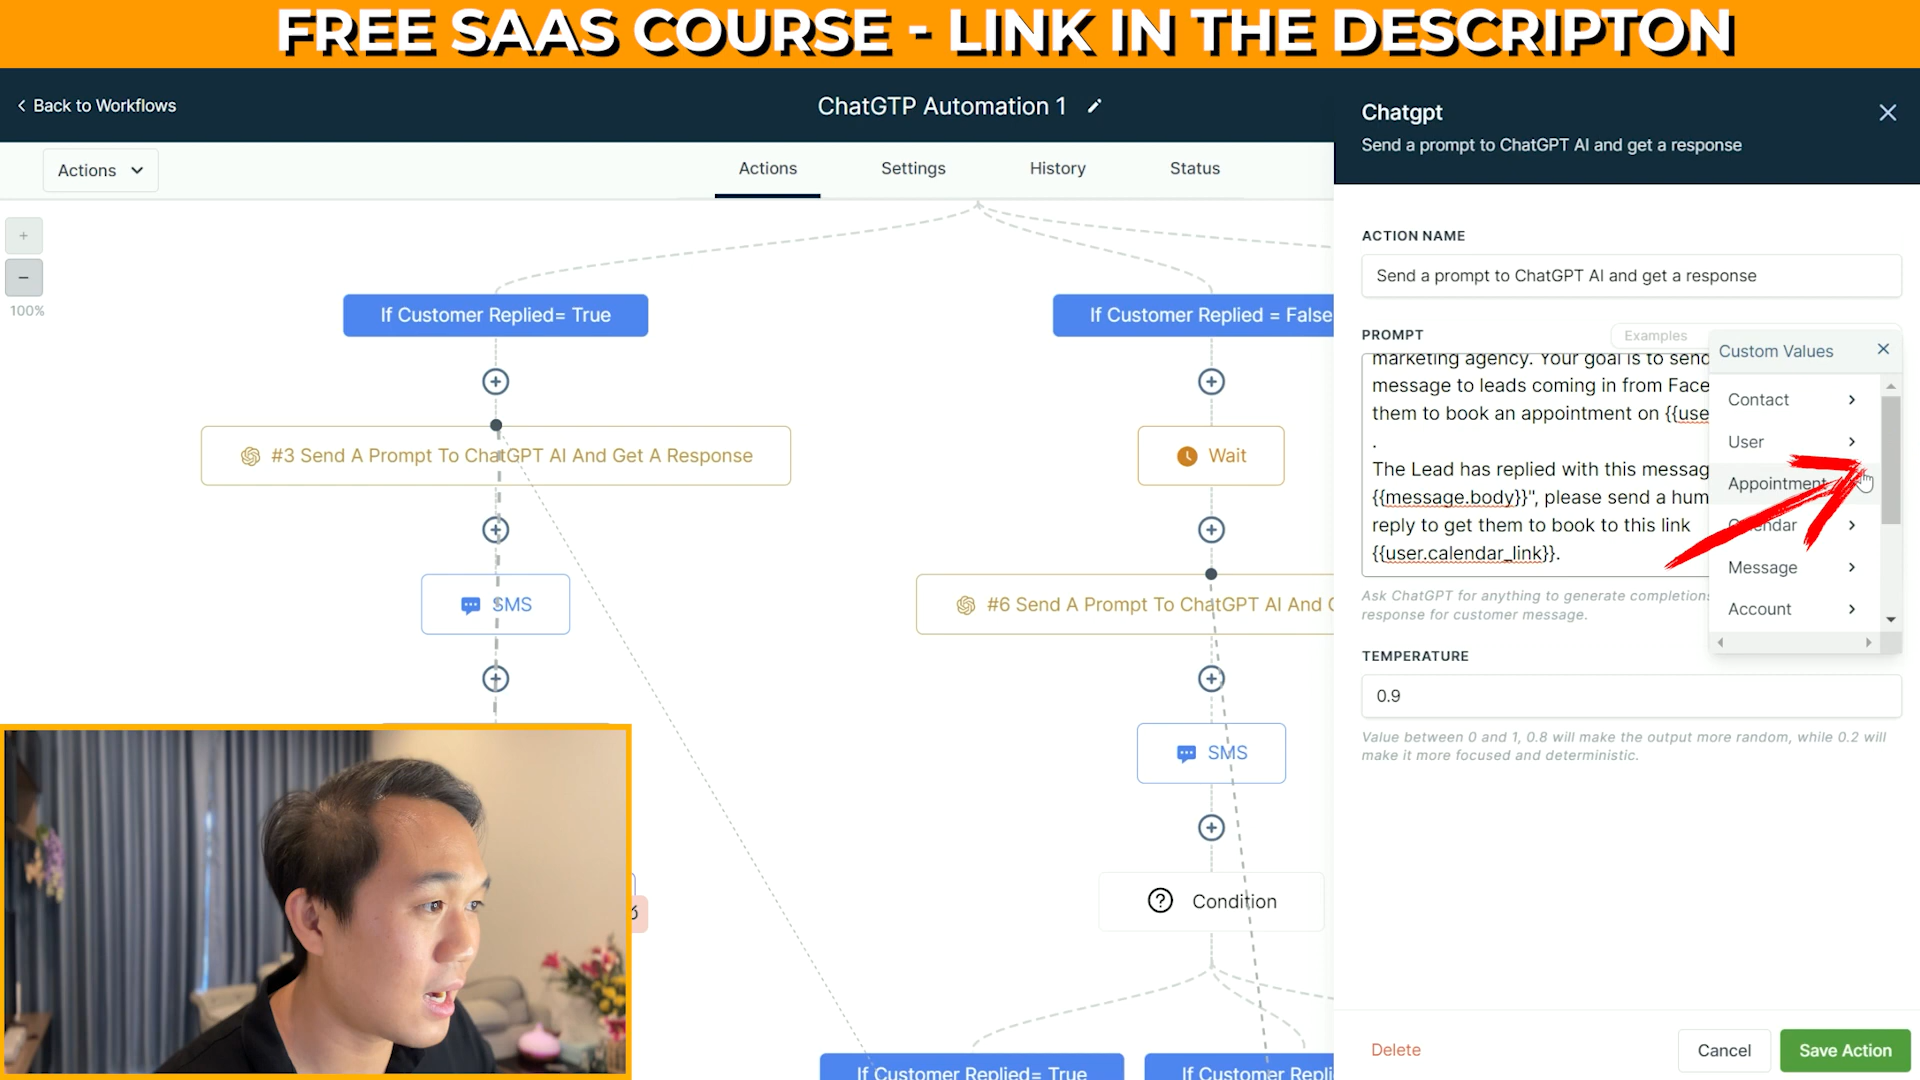 FREE SAAS COURSE - LINK IN THE DESCRIPTON
Back to Workflows
ChatGTP Automation 1
Actions
Actions
Settings
History
Status
+
−
100%
If Customer Replied= True
#3 Send A Prompt To ChatGPT AI And Get A Response
SMS
If Customer Replied = False
Wait
#6 Send A Prompt To ChatGPT AI And
SMS
Condition
If Customer Replied= True
If Customer Repli
Chatgpt
Send a prompt to ChatGPT AI and get a response
ACTION NAME
Send a prompt to ChatGPT AI and get a response
PROMPT
Examples
marketing agency. Your goal is to send
message to leads coming in from Face
them to book an appointment on {{use
.
The Lead has replied with this messag
{{message.body}}", please send a hum
reply to get them to book to this link
{{user.calendar_link}}.
Custom Values
Contact
User
Appointment
Calendar
Message
Account
Ask ChatGPT for anything to generate completions
response for customer message.
TEMPERATURE
0.9
Value between 0 and 1, 0.8 will make the output more random, while 0.2 will
make it more focused and deterministic.
Delete
Cancel
Save Action